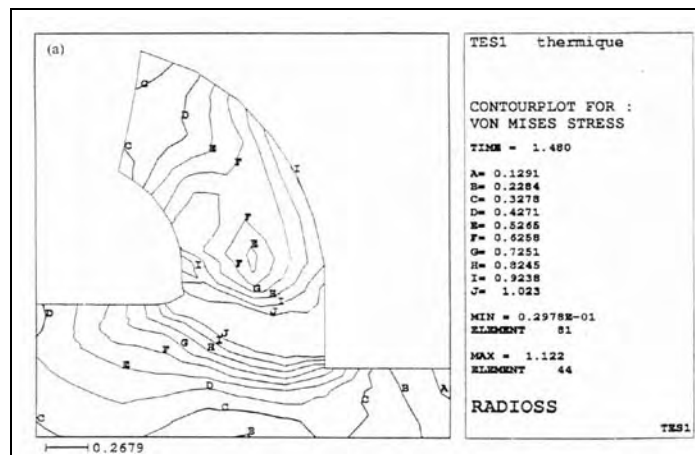 (a)
G
D
C
E
F
I
F
E
F
I
G H
I
J
D
J
I
G H
F
E
D
C
C
B
C
B
A
0.2679
TES1 thermique
CONTOURPLOT FOR :
VON MISES STRESS
TIME = 1.480
A= 0.1291
B= 0.2284
C= 0.3278
D= 0.4271
E= 0.5265
F= 0.6258
G= 0.7251
H= 0.8245
I= 0.9238
J= 1.023
MIN = 0.2978E-01
ELEMENT 81
MAX = 1.122
ELEMENT 44
RADIOSS
TES1